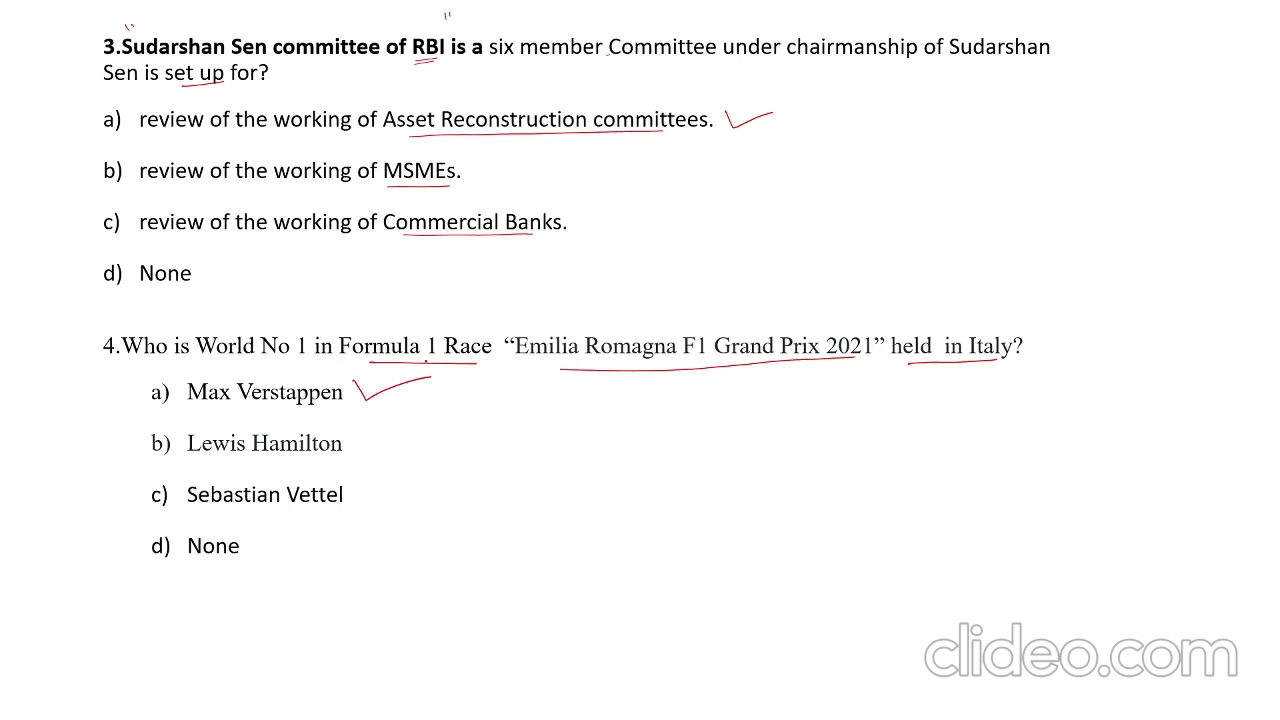 3.Sudarshan Sen committee of RBI is a six member Committee under chairmanship of Sudarshan
Sen is set up for?
a) review of the working of Asset Reconstruction committees.
b) review of the working of MSMEs.
c) review of the working of Commercial Banks.
d) None
4.Who is World No 1 in Formula 1 Race “Emilia Romagna F1 Grand Prix 2021” held in Italy?
a) Max Verstappen
b) Lewis Hamilton
c) Sebastian Vettel
d) None
clideo.com